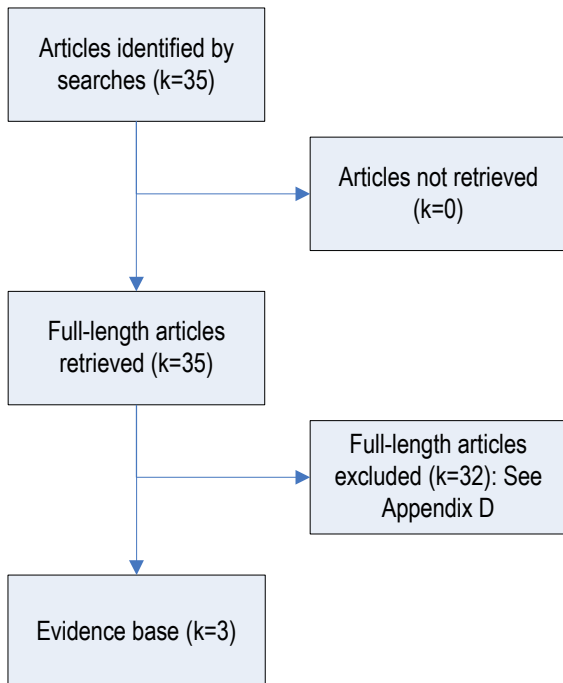 Articles identified by
searches (k=35)
Articles not retrieved
(k=0)
Full-length articles
retrieved (k=35)
Full-length articles
excluded (k=32): See
Appendix D
Evidence base (k=3)